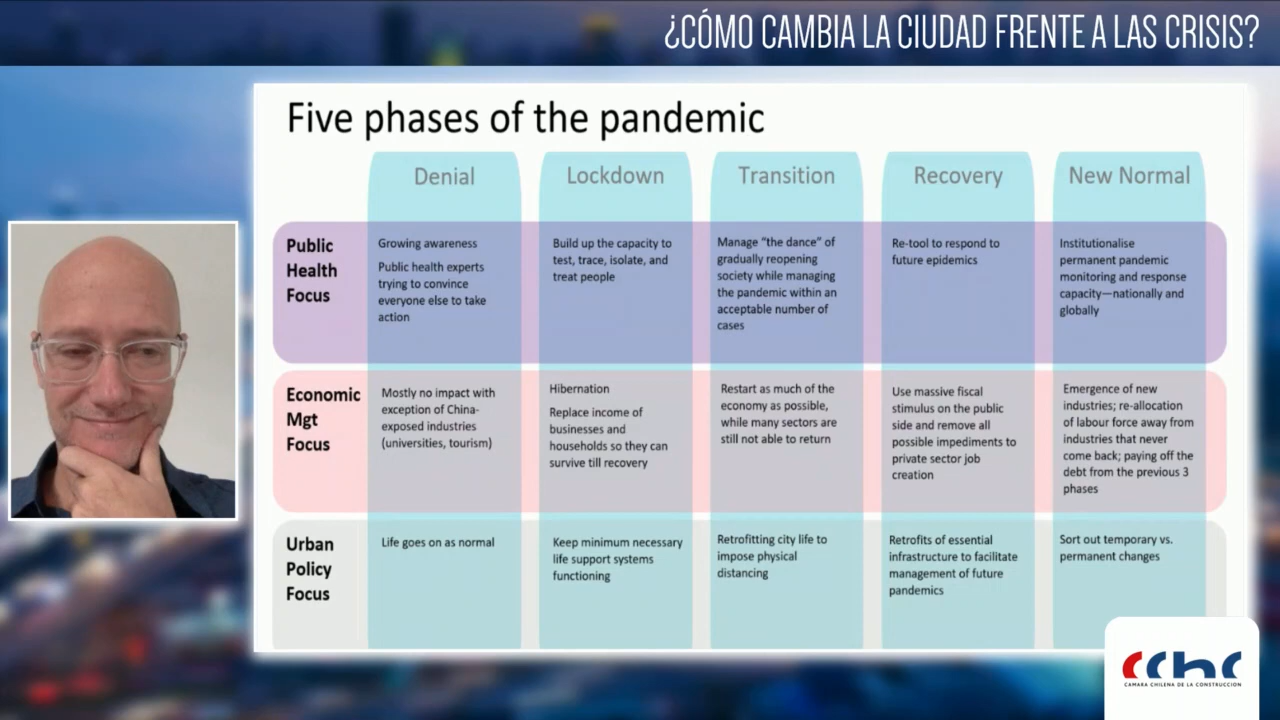 ¿CÓMO CAMBIA LA CIUDAD FRENTE A LAS CRISIS?
Five phases of the pandemic
Denial
Lockdown
Transition
Recovery
New Normal
Public
Health
Focus
Growing awareness
Public health experts
trying to convince
everyone else to take
action
Build up the capacity to
test, trace, isolate, and
treat people
Manage “the dance” of
gradually reopening
society while managing
the pandemic within an
acceptable number of
cases
Re-tool to respond to
future epidemics
Institutionalise
permanent pandemic
monitoring and response
capacity—nationally and
globally
Economic
Mgt
Focus
Mostly no impact with
exception of China-
exposed industries
(universities, tourism)
Hibernation
Replace income of
businesses and
households so they can
survive till recovery
Restart as much of the
economy as possible,
while many sectors are
still not able to return
Use massive fiscal
stimulus on the public
side and remove all
possible impediments to
private sector job
creation
Emergence of new
industries; re-allocation
of labour force away from
industries that never
come back; paying off the
debt from the previous 3
phases
Urban
Policy
Focus
Life goes on as normal
Keep minimum necessary
life support systems
functioning
Retrofitting city life to
impose physical
distancing
Retrofits of essential
infrastructure to facilitate
management of future
pandemics
Sort out temporary vs.
permanent changes
cchc
CAMARA CHILENA DE LA CONSTRUCCION